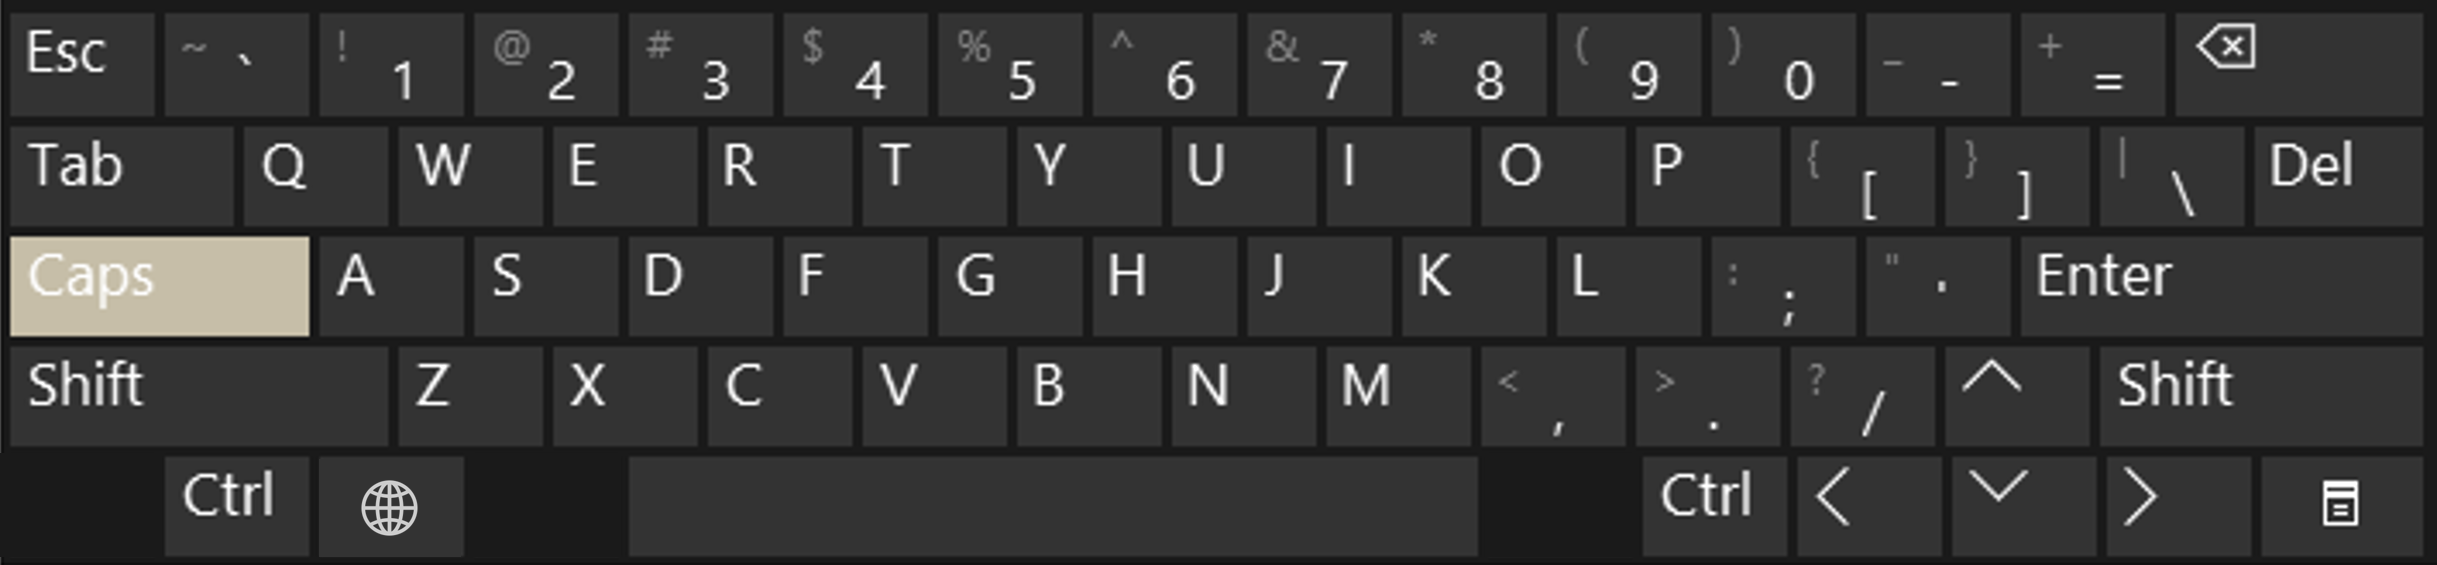 Esc ~ ` ! 1 @ 2 # 3 $ 4 % 5 ^ 6 & 7 * 8 ( 9 ) 0 _ - + =
Tab Q W E R T Y U I O P { [ } ] | \ Del
Caps A S D F G H J K L : ; " ' Enter
Shift Z X C V B N M < , > . ? / Shift
Ctrl Ctrl